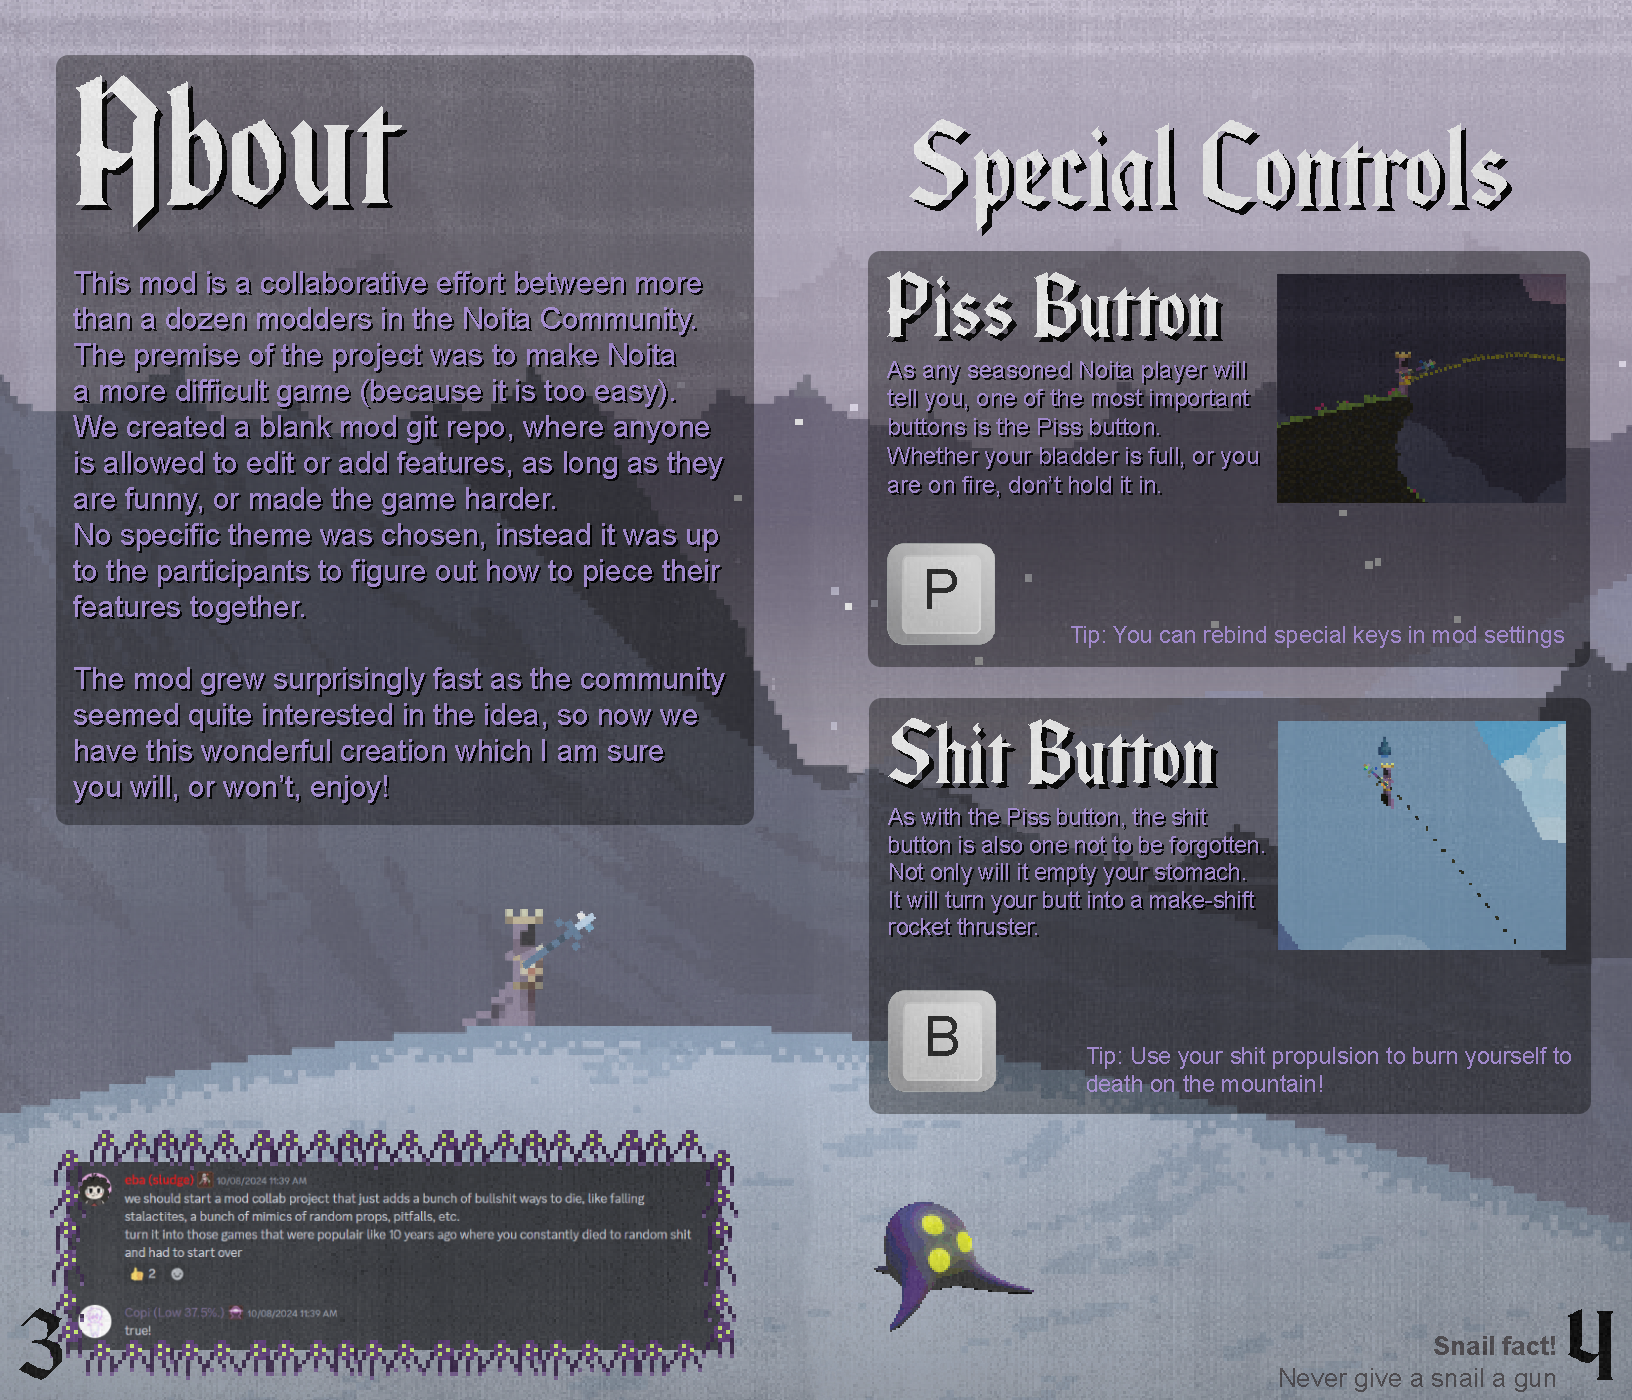 About
This mod is a collaborative effort between more
than a dozen modders in the Noita Community.
The premise of the project was to make Noita
a more difficult game (because it is too easy).
We created a blank mod git repo, where anyone
is allowed to edit or add features, as long as they
are funny, or made the game harder.
No specific theme was chosen, instead it was up
to the participants to figure out how to piece their
features together.
The mod grew surprisingly fast as the community
seemed quite interested in the idea, so now we
have this wonderful creation which I am sure
you will, or won't, enjoy!
eba (sludge) 10/08/2024 11:39 AM
we should start a mod collab project that just adds a bunch of bullshit ways to die, like falling
stalactites, a bunch of mimics of random props, pitfalls, etc.
turn it into those games that were populair like 10 years ago where you constantly died to random shit
and had to start over
2
Copi (Low 37.5%.) 10/08/2024 11:39 AM
true!
3
Special Controls
Piss Button
As any seasoned Noita player will
tell you, one of the most important
buttons is the Piss button.
Whether your bladder is full, or you
are on fire, don't hold it in.
P
Tip: You can rebind special keys in mod settings
Shit Button
As with the Piss button, the shit
button is also one not to be forgotten.
Not only will it empty your stomach.
It will turn your butt into a make-shift
rocket thruster.
B
Tip: Use your shit propulsion to burn yourself to
death on the mountain!
Snail fact!
Never give a snail a gun
4